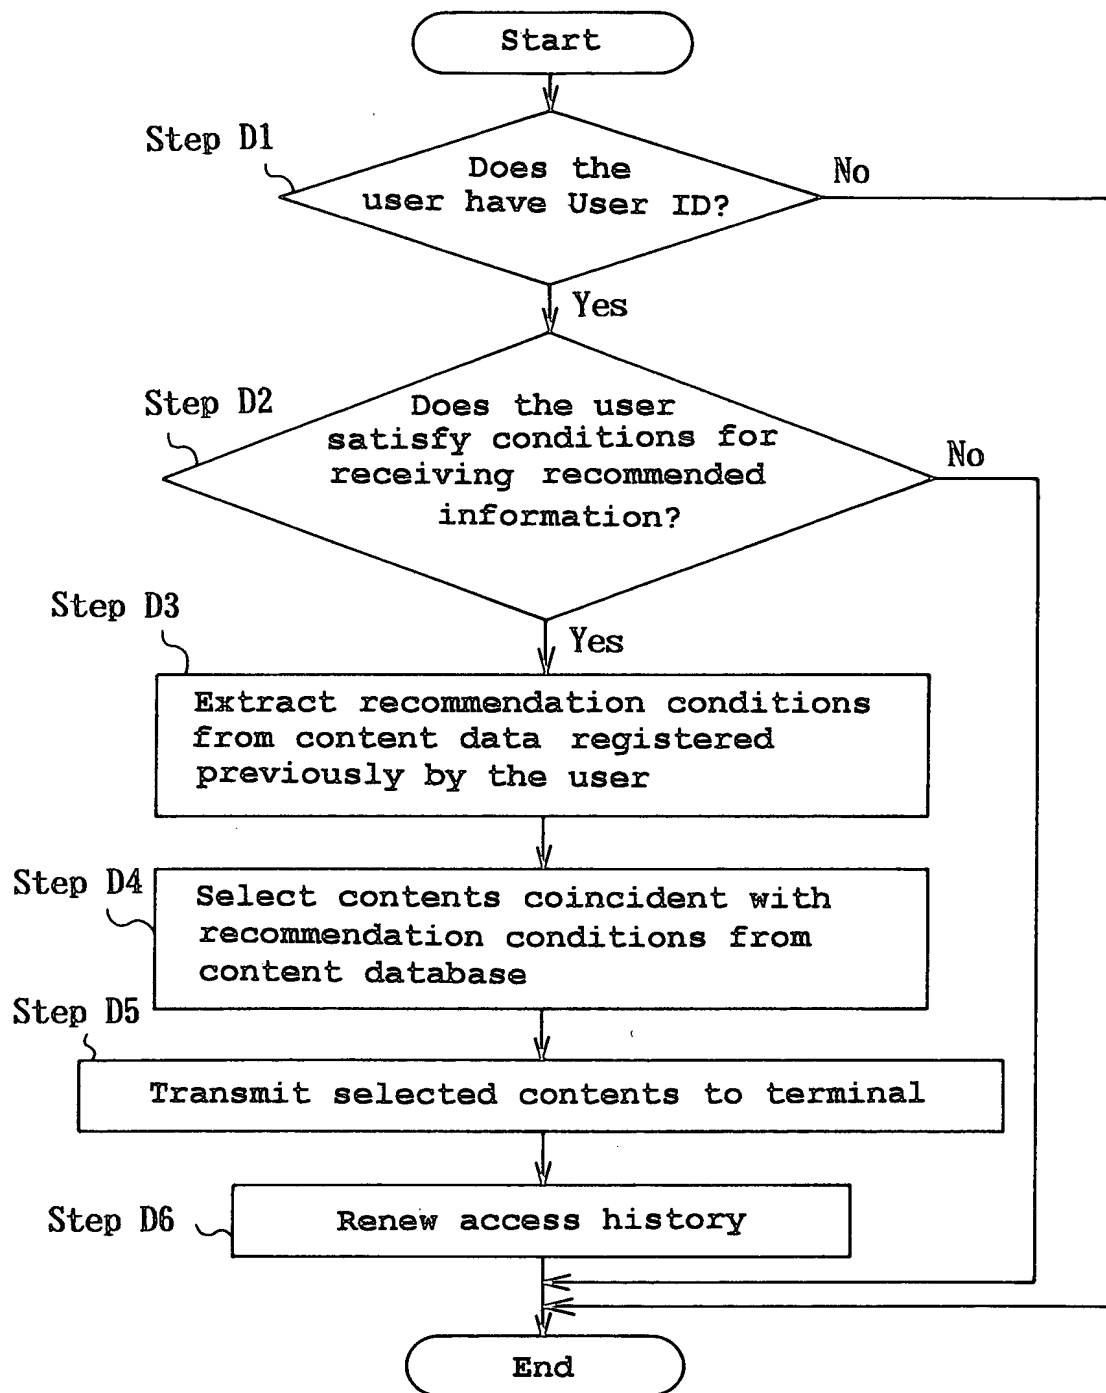 Start
Step D1
Does the
user have User ID?
No
Yes
Step D2
Does the user
satisfy conditions for
receiving recommended
information?
No
Step D3
Yes
Extract recommendation conditions
from content data registered
previously by the user
Step D4
Select contents coincident with
recommendation conditions from
content database
Step D5
Transmit selected contents to terminal
Step D6
Renew access history
End